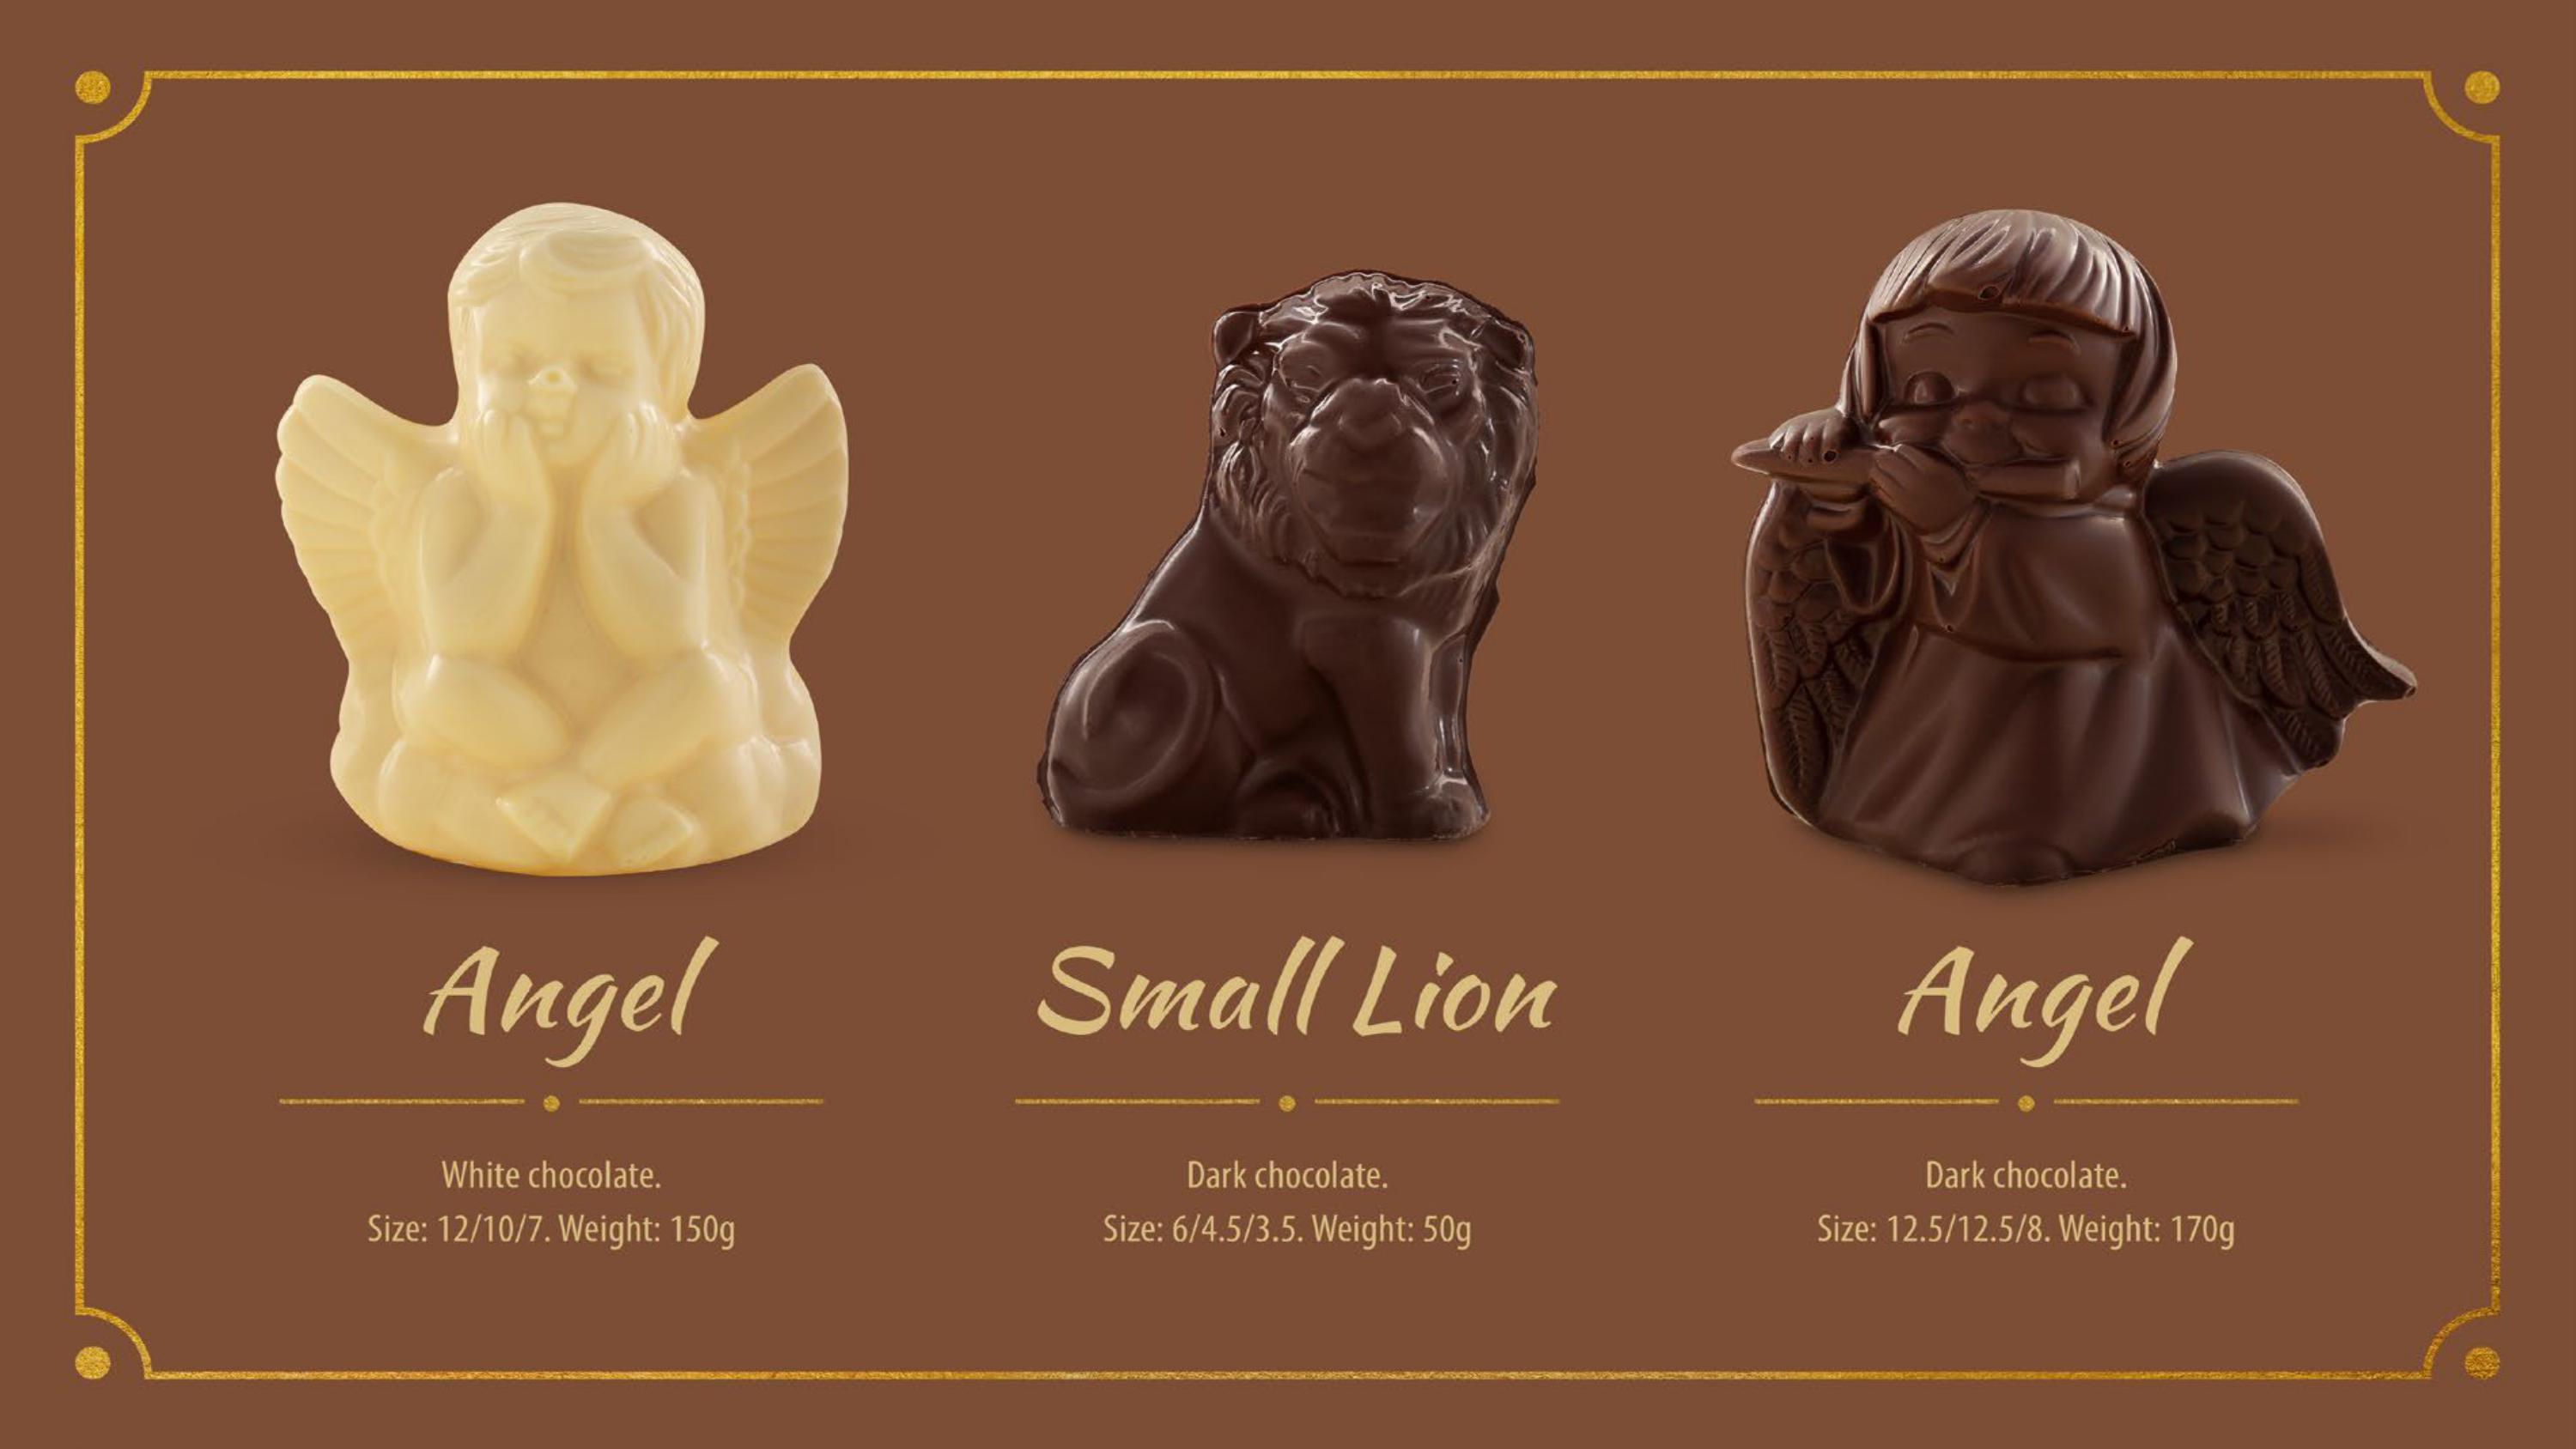 Angel
White chocolate.
Size: 12/10/7. Weight: 150g
Small Lion
Dark chocolate.
Size: 6/4.5/3.5. Weight: 50g
Angel
Dark chocolate.
Size: 12.5/12.5/8. Weight: 170g